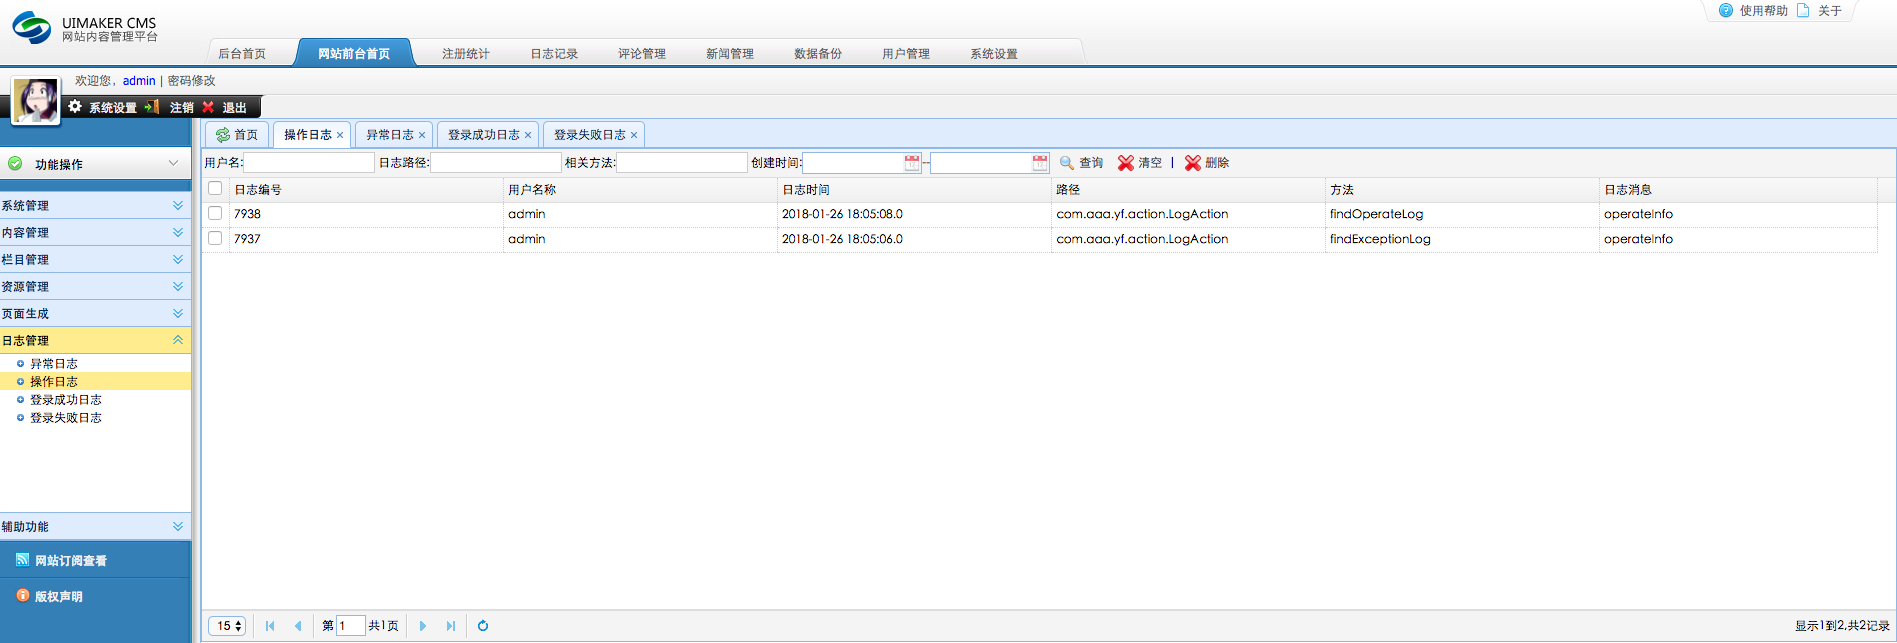 UIMAKER CMS
网站内容管理平台
使用帮助 关于
后台首页 网站前台首页 注册统计 日志记录 评论管理 新闻管理 数据备份 用户管理 系统设置
欢迎您，admin | 密码修改
系统设置 注销 退出
功能操作
系统管理
内容管理
栏目管理
资源管理
页面生成
日志管理
异常日志
操作日志
登录成功日志
登录失败日志
辅助功能
网站订阅查看
版权声明
首页 操作日志 × 异常日志 × 登录成功日志 × 登录失败日志 ×
用户名: 日志路径: 相关方法: 创建时间: -- 查询 清空 | 删除
日志编号 用户名称 日志时间 路径 方法 日志消息
7938 admin 2018-01-26 18:05:08.0 com.aaa.yf.action.LogAction findOperateLog operateInfo
7937 admin 2018-01-26 18:05:06.0 com.aaa.yf.action.LogAction findExceptionLog operateInfo
15 第 1 共1页 显示1到2,共2记录